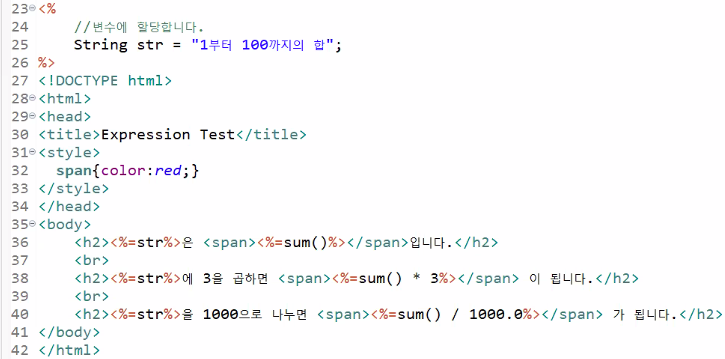 23 <%
24     //변수에 할당합니다.
25     String str = "1부터 100까지의 합";
26 %>
27 <!DOCTYPE html>
28 <html>
29 <head>
30 <title>Expression Test</title>
31 <style>
32   span{color:red;}
33 </style>
34 </head>
35 <body>
36     <h2><%=str%>은 <span><%=sum()%></span>입니다.</h2>
37     <br>
38     <h2><%=str%>에 3을 곱하면 <span><%=sum() * 3%></span> 이 됩니다.</h2>
39     <br>
40     <h2><%=str%>을 1000으로 나누면 <span><%=sum() / 1000.0%></span> 가 됩니다.</h2>
41 </body>
42 </html>